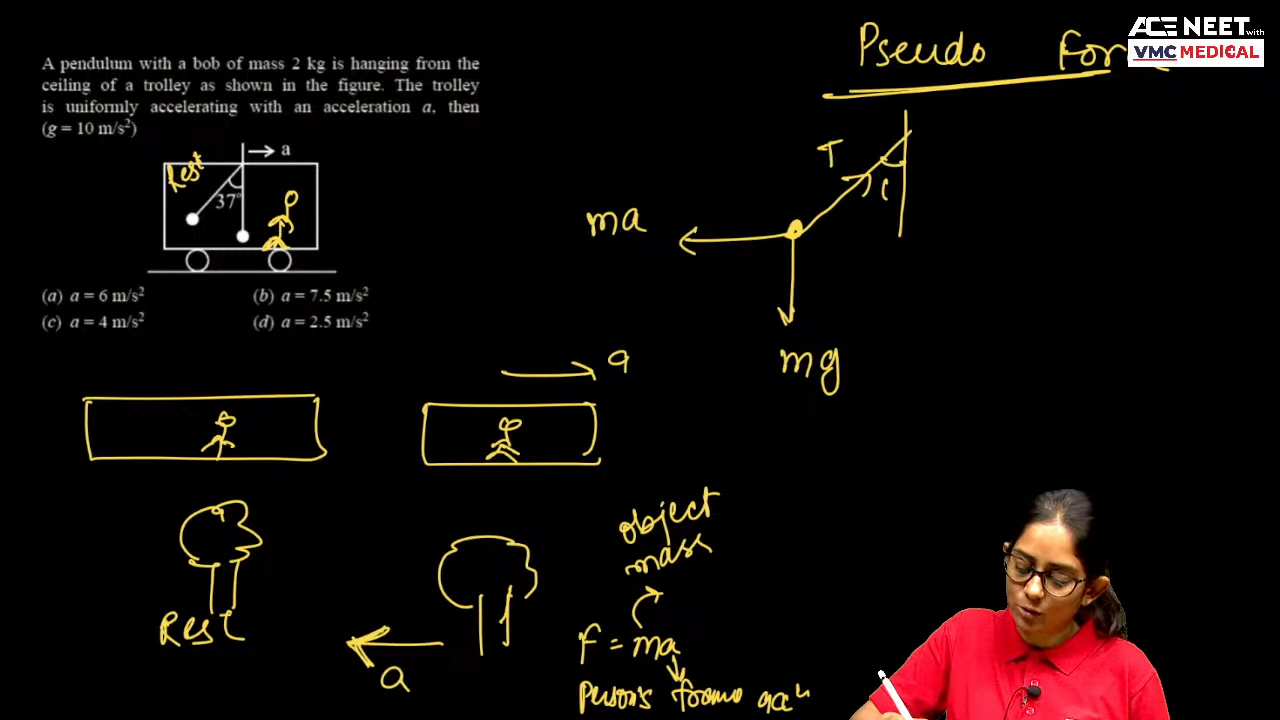 ACE NEET with
VMC MEDICAL
Pseudo For
A pendulum with a bob of mass 2 kg is hanging from the
ceiling of a trolley as shown in the figure. The trolley
is uniformly accelerating with an acceleration a, then
(g = 10 m/s²)
a
Rest
37°
(a) a = 6 m/s²
(b) a = 7.5 m/s²
(c) a = 4 m/s²
(d) a = 2.5 m/s²
T
ma
mg
a
Rest
a
object
mass
F = ma
Person's frame accⁿ